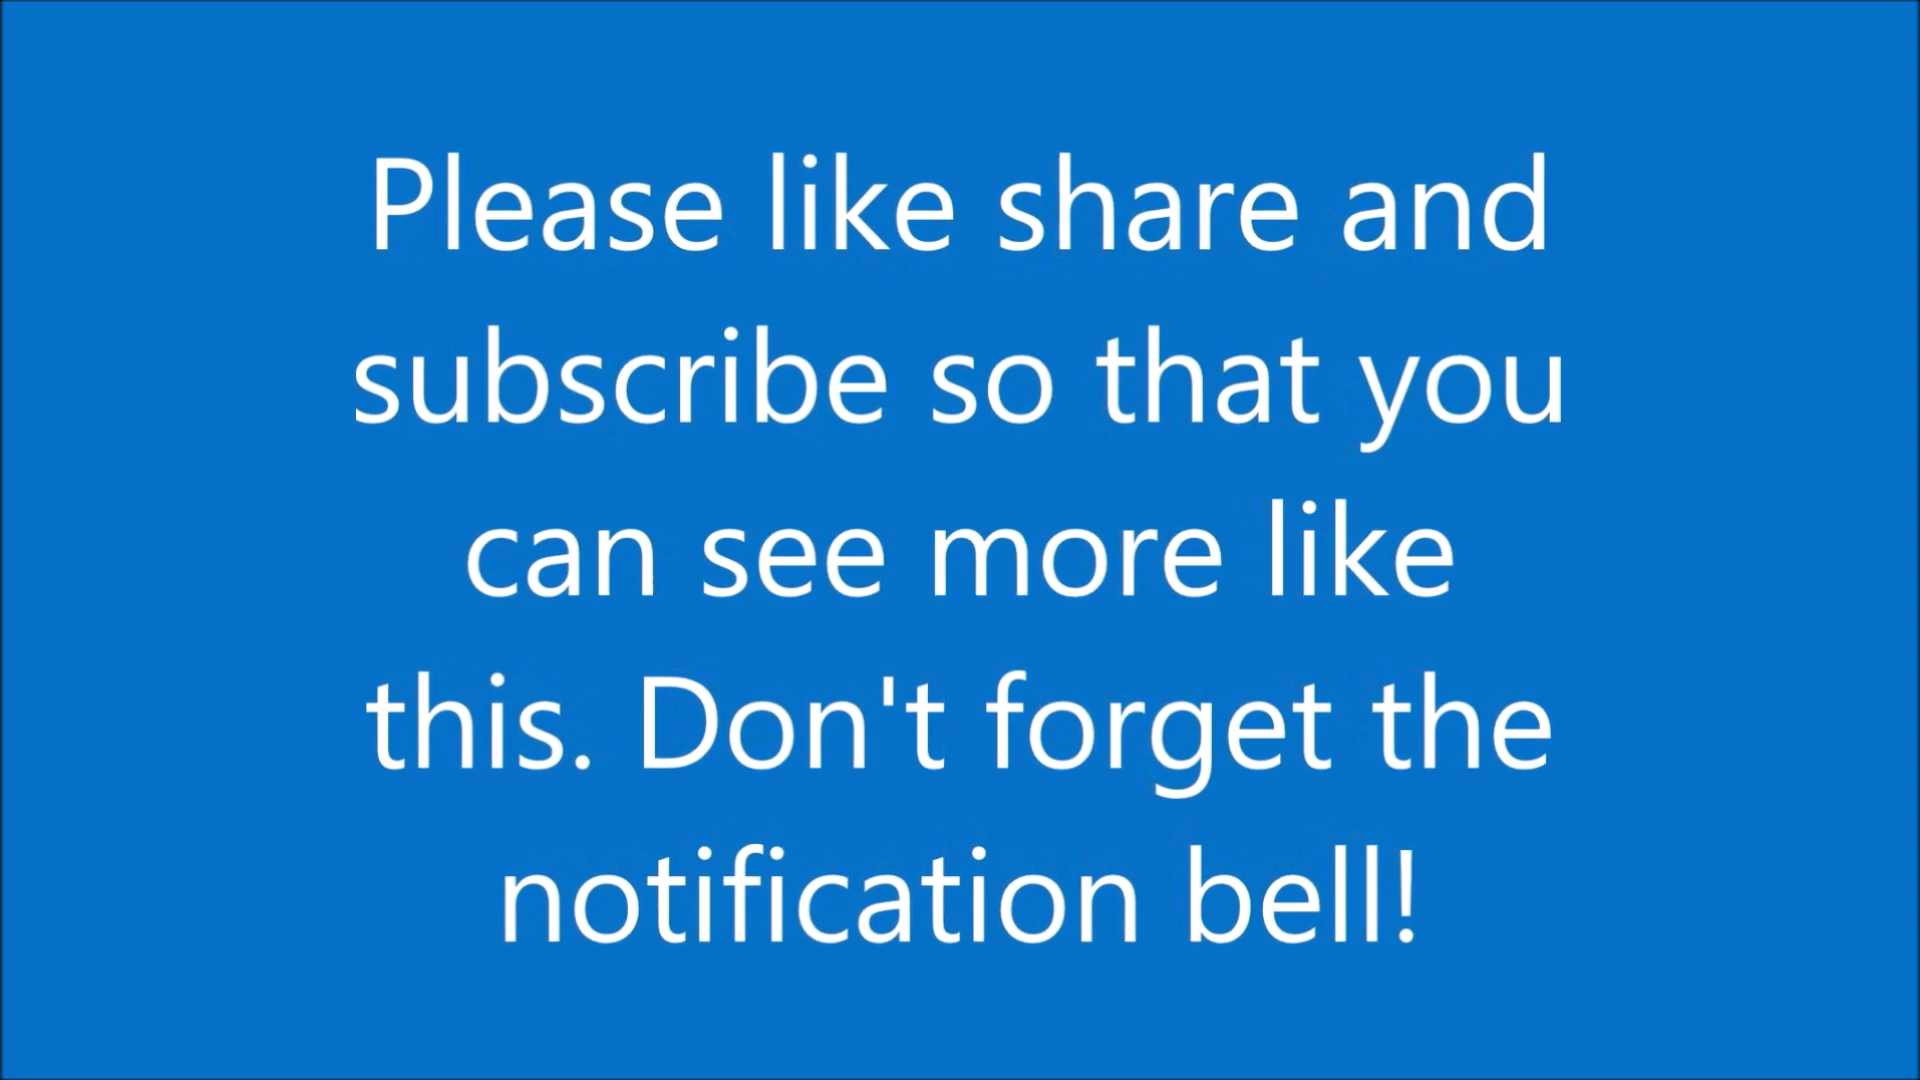 Please like share and
subscribe so that you
can see more like
this. Don't forget the
notification bell!